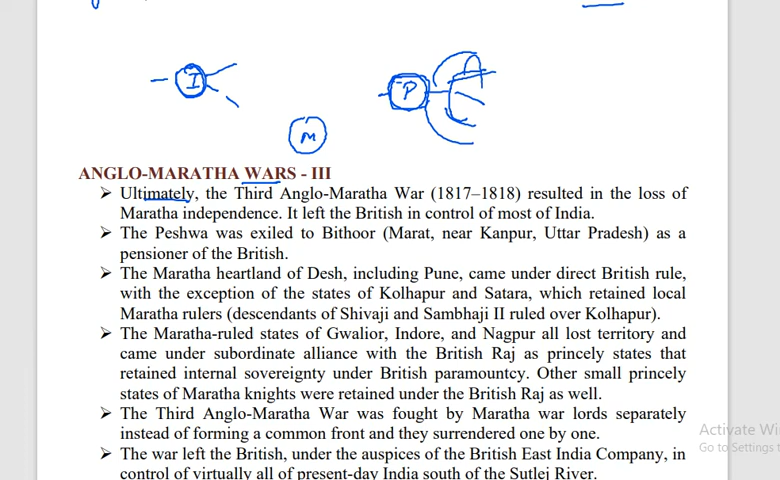 I
P
M
ANGLO-MARATHA WARS - III
➢ Ultimately, the Third Anglo-Maratha War (1817–1818) resulted in the loss of
Maratha independence. It left the British in control of most of India.
➢ The Peshwa was exiled to Bithoor (Marat, near Kanpur, Uttar Pradesh) as a
pensioner of the British.
➢ The Maratha heartland of Desh, including Pune, came under direct British rule,
with the exception of the states of Kolhapur and Satara, which retained local
Maratha rulers (descendants of Shivaji and Sambhaji II ruled over Kolhapur).
➢ The Maratha-ruled states of Gwalior, Indore, and Nagpur all lost territory and
came under subordinate alliance with the British Raj as princely states that
retained internal sovereignty under British paramountcy. Other small princely
states of Maratha knights were retained under the British Raj as well.
➢ The Third Anglo-Maratha War was fought by Maratha war lords separately
instead of forming a common front and they surrendered one by one.
➢ The war left the British, under the auspices of the British East India Company, in
control of virtually all of present-day India south of the Sutlej River.
Activate Wi
Go to Settings t